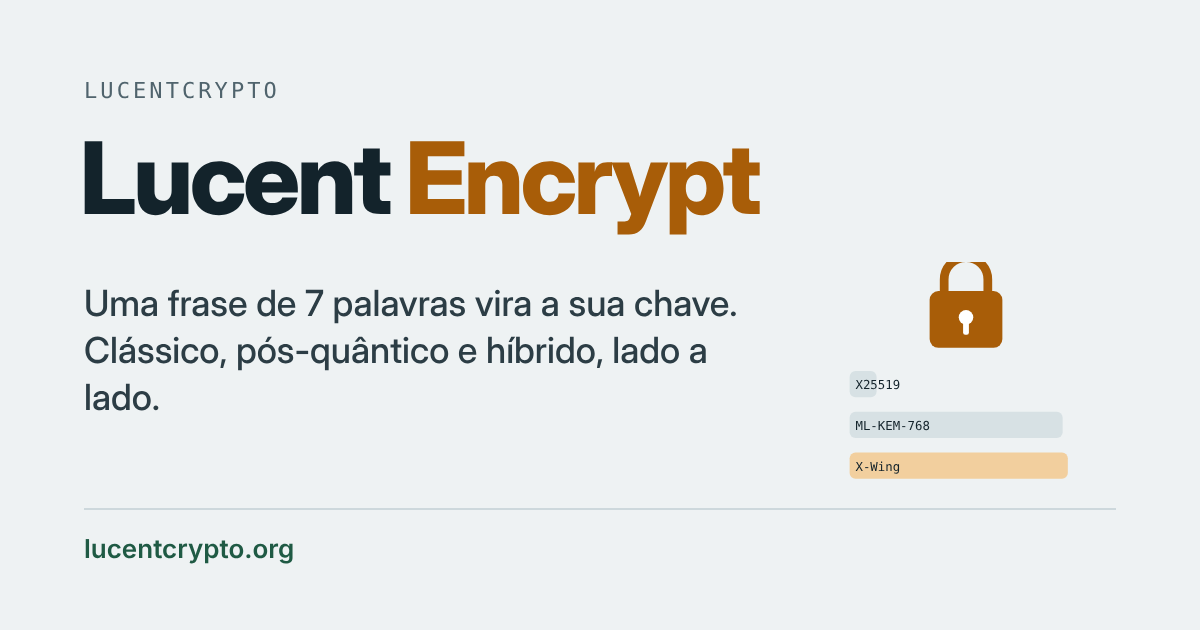 LUCENTCRYPTO
Lucent Encrypt
Uma frase de 7 palavras vira a sua chave.
Clássico, pós-quântico e híbrido, lado a
lado.
X25519
ML-KEM-768
X-Wing
lucentcrypto.org